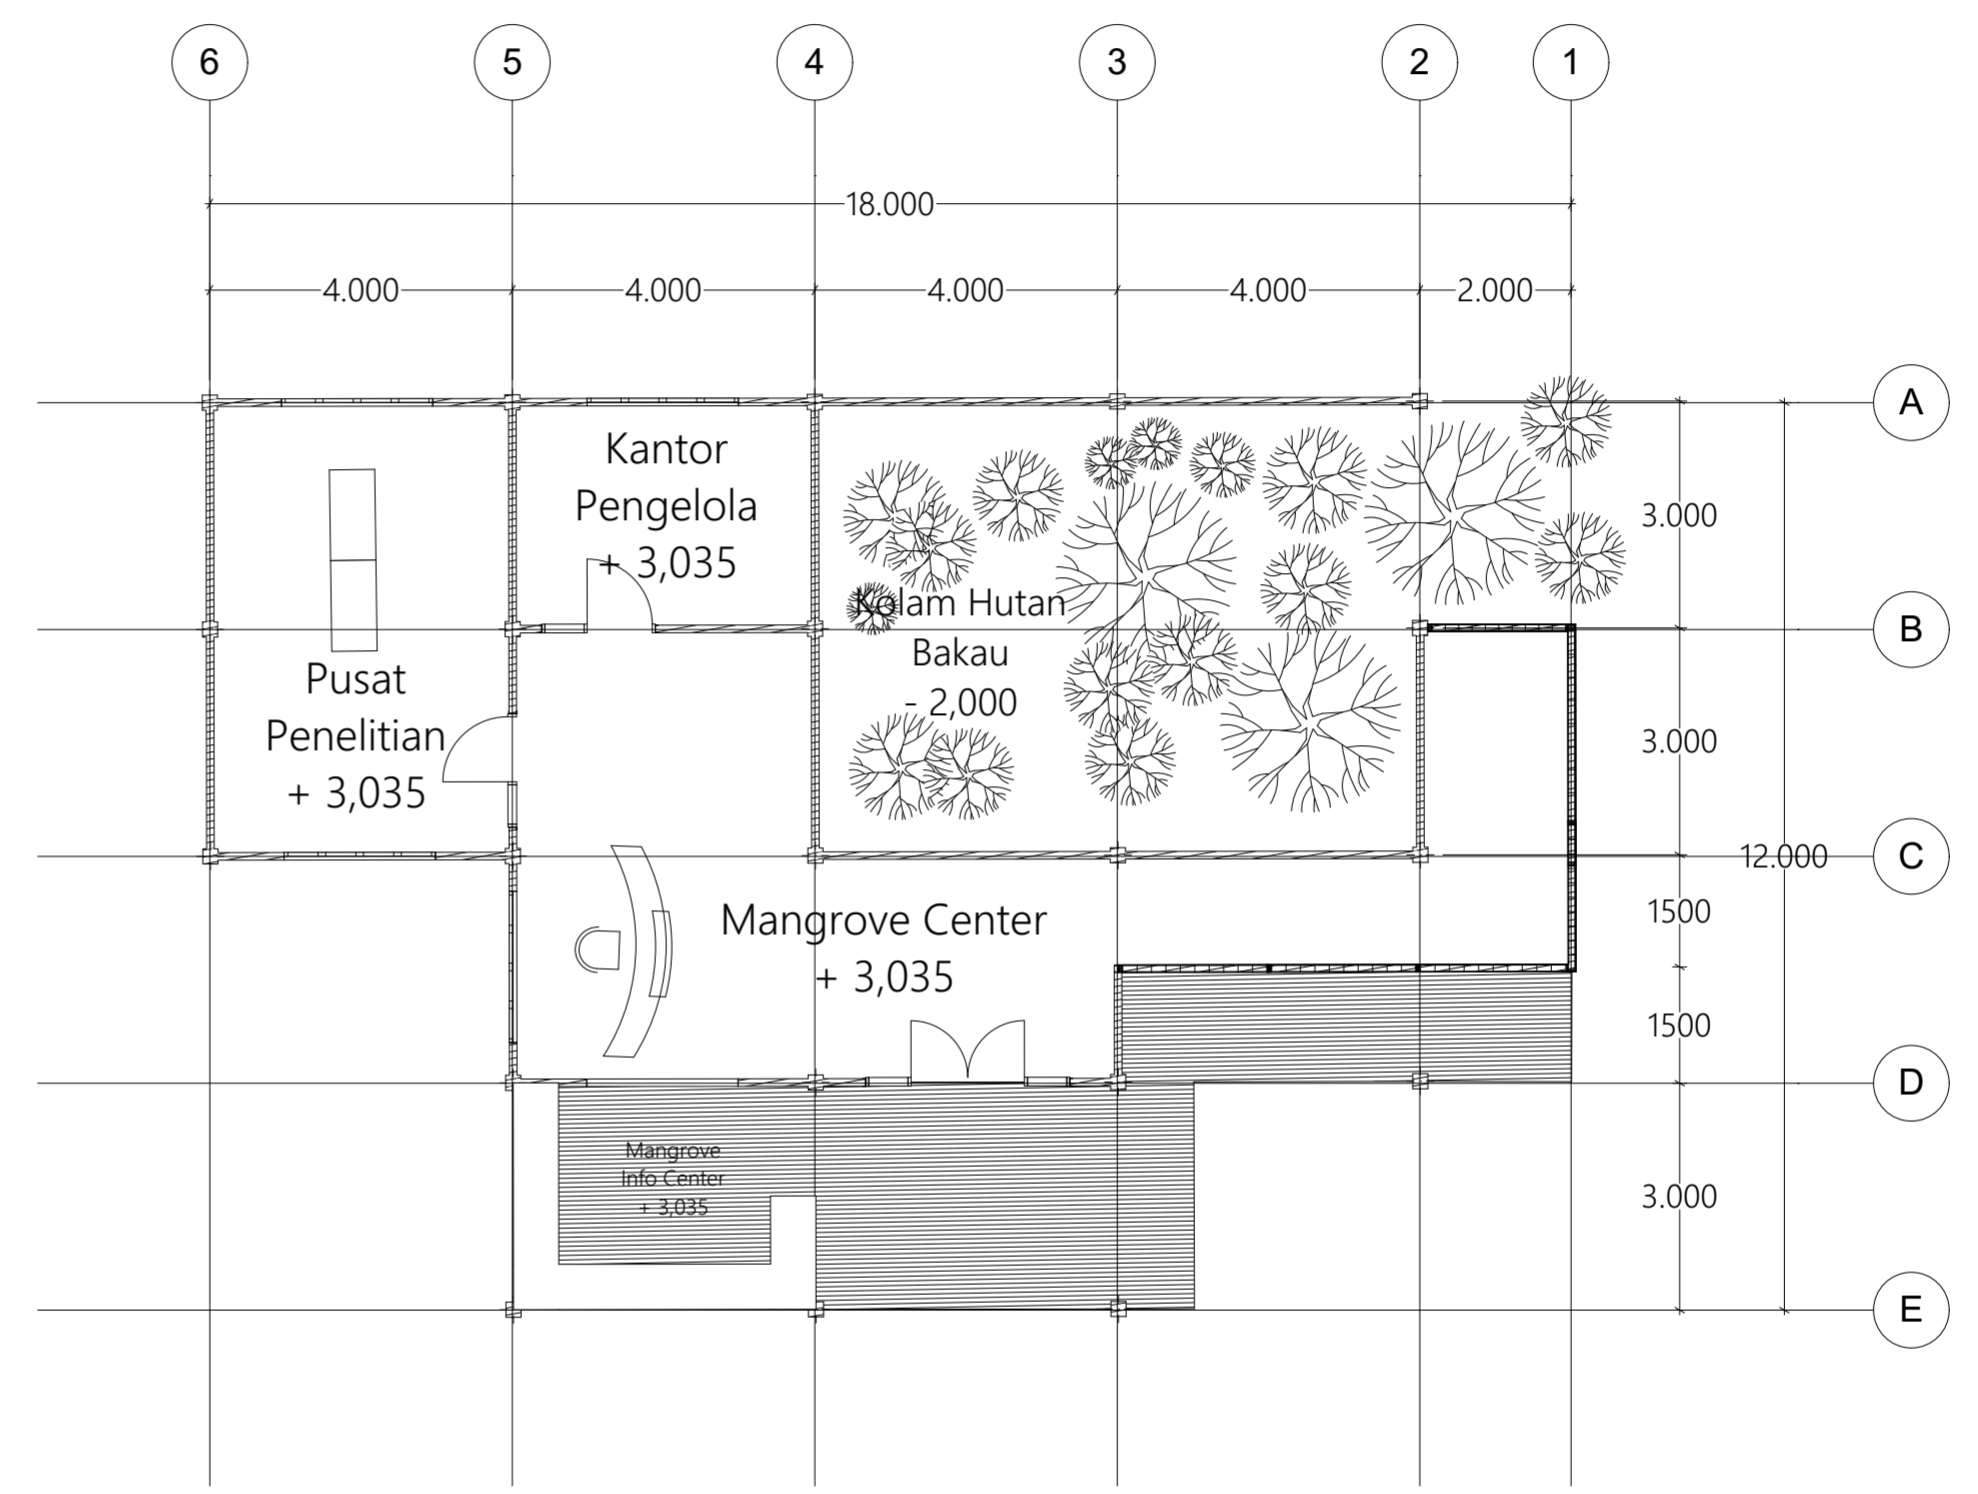 6 5 4 3 2 1
18.000
4.000 4.000 4.000 4.000 2.000
A
Kantor
Pengelola
+ 3,035
3.000
Kolam Hutan
Bakau
- 2,000
B
Pusat
Penelitian
+ 3,035
3.000
12.000
C
Mangrove Center
+ 3,035
1500
1500
D
Mangrove
Info Center
+ 3,035
3.000
E